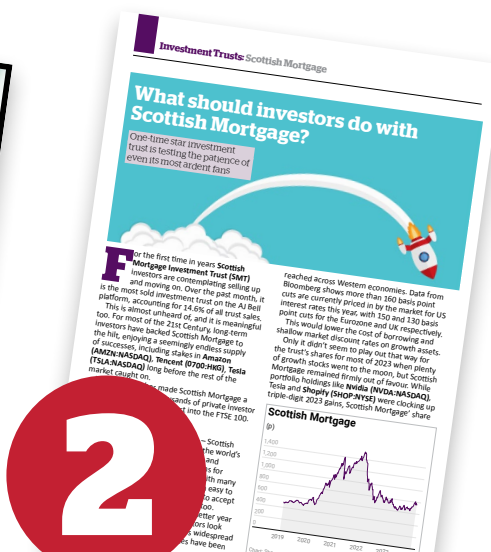 Investment Trusts: Scottish Mortgage
What should investors do with
Scottish Mortgage?
One-time star investment
trust is testing the patience of
even its most ardent fans
For the first time in years Scottish
Mortgage Investment Trust (SMT)
investors are contemplating selling up
and moving on. Over the past month, it
is the most sold investment trust on the AJ Bell
platform, accounting for 14.6% of all trust sales.
This is almost unheard of, and it is meaningful
too. For most of the 21st Century, long-term
investors have backed Scottish Mortgage to
the hilt, enjoying a seemingly endless supply
of successes, including stakes in Amazon
(AMZN:NASDAQ), Tencent (0700:HKG), Tesla
(TSLA:NASDAQ) long before the rest of the
market caught on.
made Scottish Mortgage a
of private investor
into the FTSE 100.
– Scottish
the world's
and
for
with many
easy to
to accept
too.
year
look
widespread
have been
reached across Western economies. Data from
Bloomberg shows more than 160 basis point
cuts are currently priced in by the market for US
interest rates this year, with 150 and 130 basis
point cuts for the Eurozone and UK respectively.
This would lower the cost of borrowing and
shallow market discount rates on growth assets.
Only it didn't seem to play out that way for
the trust's shares for most of 2023 when plenty
of growth stocks went to the moon, but Scottish
Mortgage remained firmly out of favour. While
portfolio holdings like Nvidia (NVDA:NASDAQ),
Tesla and Shopify (SHOP:NYSE) were clocking up
triple-digit 2023 gains, Scottish Mortgage' share
Scottish Mortgage
(p)
1,400
1,200
1,000
800
600
400
200
0
2019
2020
2021
2022
2